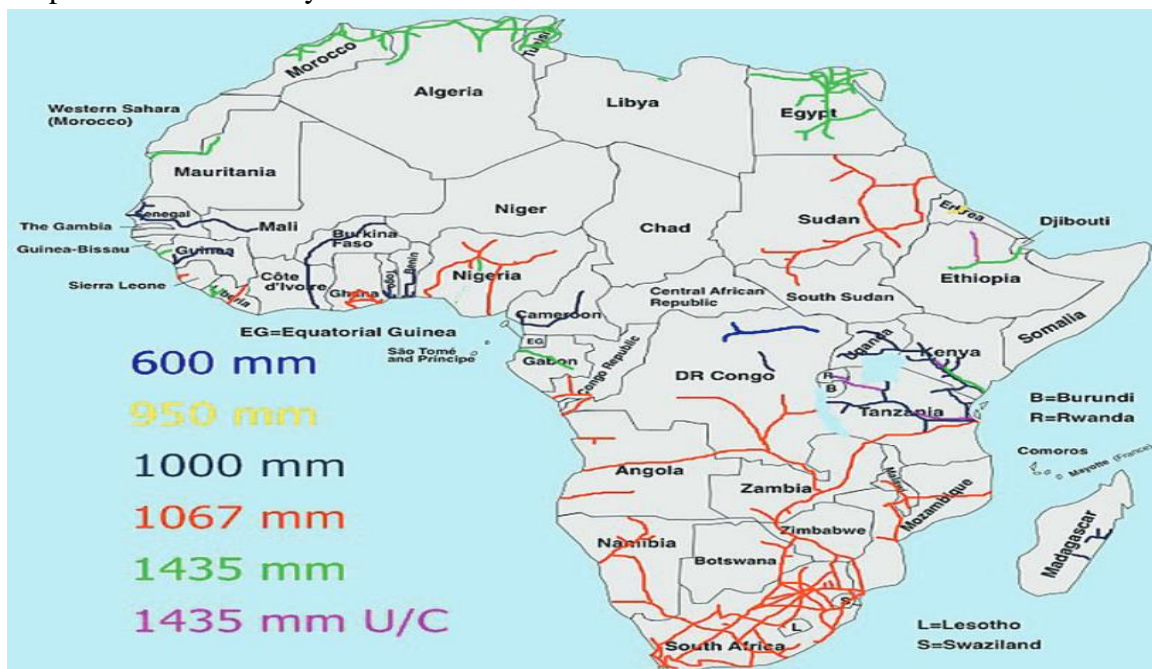 Morocco
Tunisi
Algeria
Libya
Egypt
Western Sahara
(Morocco)
Mauritania
Mali
Niger
Chad
Sudan
Eritrea
Djibouti
Senegal
The Gambia
Guinea-Bissau
Guinea
Sierra Leone
Liberia
Côte
d'Ivoire
Burkina
Faso
Ghana
Togo
Bénin
Nigeria
Cameroon
Central African
Republic
South Sudan
Ethiopia
Somalia
EG=Equatorial Guinea
São Tomé
and Príncipe
EG
Gabon
Congo Republic
DR Congo
Uganda
Kenya
R
B
Tanzania
B=Burundi
R=Rwanda
Comoros
Mayotte (France)
Angola
Zambia
Malawi
Mozambique
Zimbabwe
Namibia
Botswana
Madagascar
South Africa
L
S
L=Lesotho
S=Swaziland
600 mm
950 mm
1000 mm
1067 mm
1435 mm
1435 mm U/C